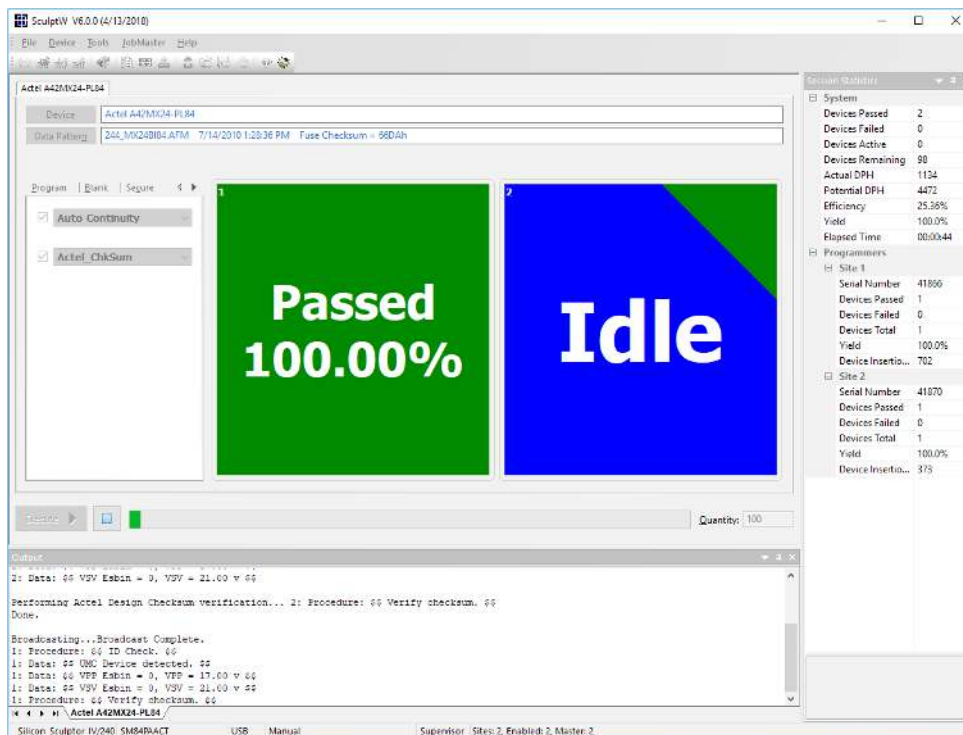 SculptW V6.0.0 (4/13/2018)
File Device Tools JobMaster Help
Actel A42MX24-PL84
Device Actel A42MX24-PL84
Data Pattern 244_MX24BI84.AFM 7/14/2010 1:28:36 PM Fuse Checksum = 66DAh
Program Blank Secure
Auto Continuity
Actel_ChkSum
1
Passed
100.00%
2
Idle
Quantity: 100
Session Statistics
System
Devices Passed 2
Devices Failed 0
Devices Active 0
Devices Remaining 98
Actual DPH 1134
Potential DPH 4472
Efficiency 25.36%
Yield 100.0%
Elapsed Time 00:00:44
Programmers
Site 1
Serial Number 41866
Devices Passed 1
Devices Failed 0
Devices Total 1
Yield 100.0%
Device Insertio... 702
Site 2
Serial Number 41870
Devices Passed 1
Devices Failed 0
Devices Total 1
Yield 100.0%
Device Insertio... 373
Output
2: Data: $$ VSV Esbin = 0, VSV = 21.00 v $$
Performing Actel Design Checksum verification... 2: Procedure: $$ Verify checksum. $$
Done.
Broadcasting...Broadcast Complete.
1: Procedure: $$ ID Check. $$
1: Data: $$ UMC Device detected. $$
1: Data: $$ VPP Esbin = 0, VPP = 17.00 v $$
1: Data: $$ VSV Esbin = 0, VSV = 21.00 v $$
1: Procedure: $$ Verify checksum. $$
Actel A42MX24-PL84
Silicon Sculptor IV/240 SM84PAACT USB Manual Supervisor Sites: 2, Enabled: 2, Master: 2